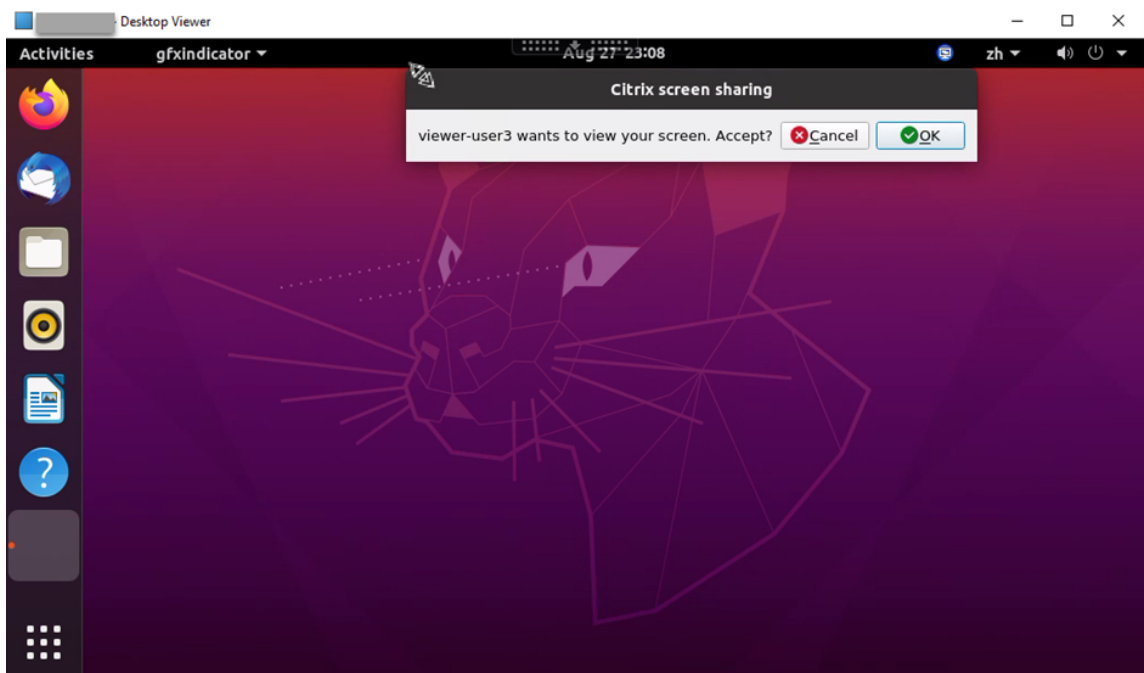 Desktop Viewer
Activities gfxindicator Aug 27 23:08 zh
Citrix screen sharing
viewer-user3 wants to view your screen. Accept? Cancel OK
?